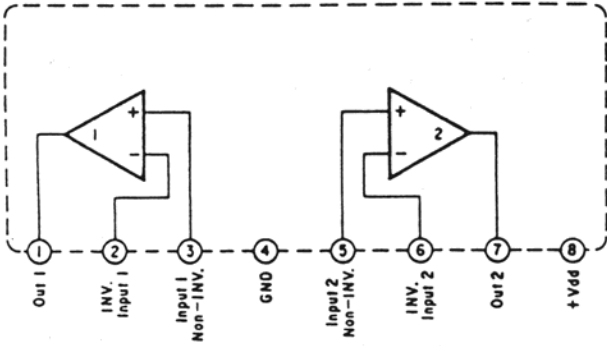 +
1
−
+
2
−
1
2
3
4
5
6
7
8
Out 1
INV.
Input 1
Input 1
Non-INV.
GND
Input 2
Non-INV.
INV.
Input 2
Out 2
+Vdd